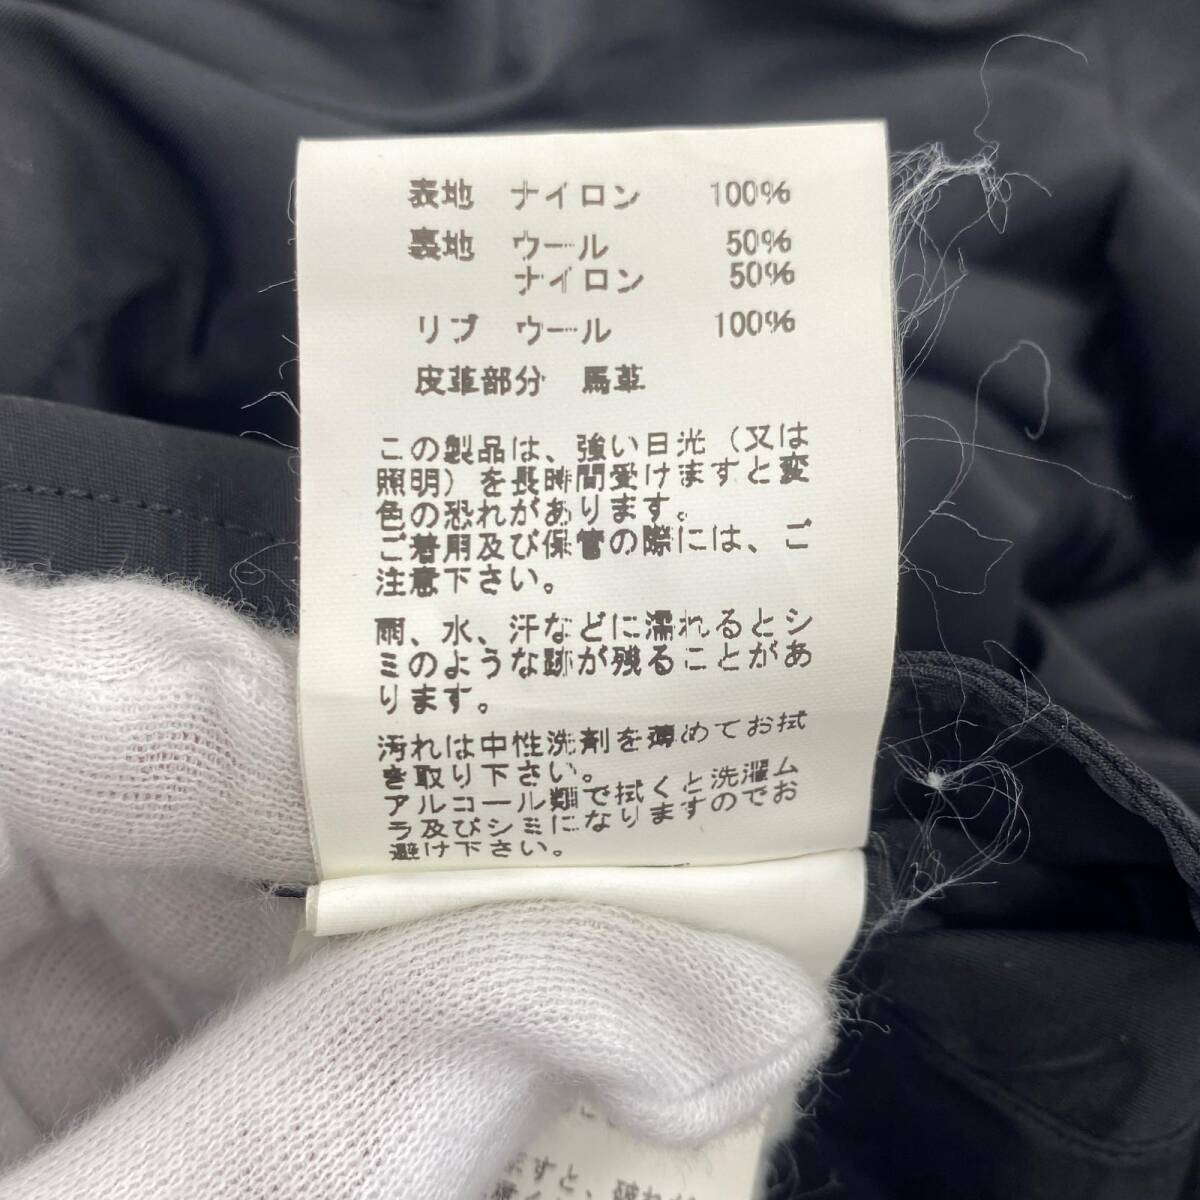 表地 ナイロン 100%
裏地 ウール 50%
ナイロン 50%
リブ ウール 100%
皮革部分 馬革
この製品は、強い日光(又は
照明)を長時間受けますと変
色の恐れがあります。
ご着用及び保管の際には、ご
注意下さい。
雨、水、汗などに濡れるとシ
ミのような跡が残ることがあ
ります。
汚れは中性洗剤を薄めてお拭
き取り下さい。
アルコール類で拭くと洗濯ム
ラ及びシミになりますのでお
避け下さい。
すと、破れが